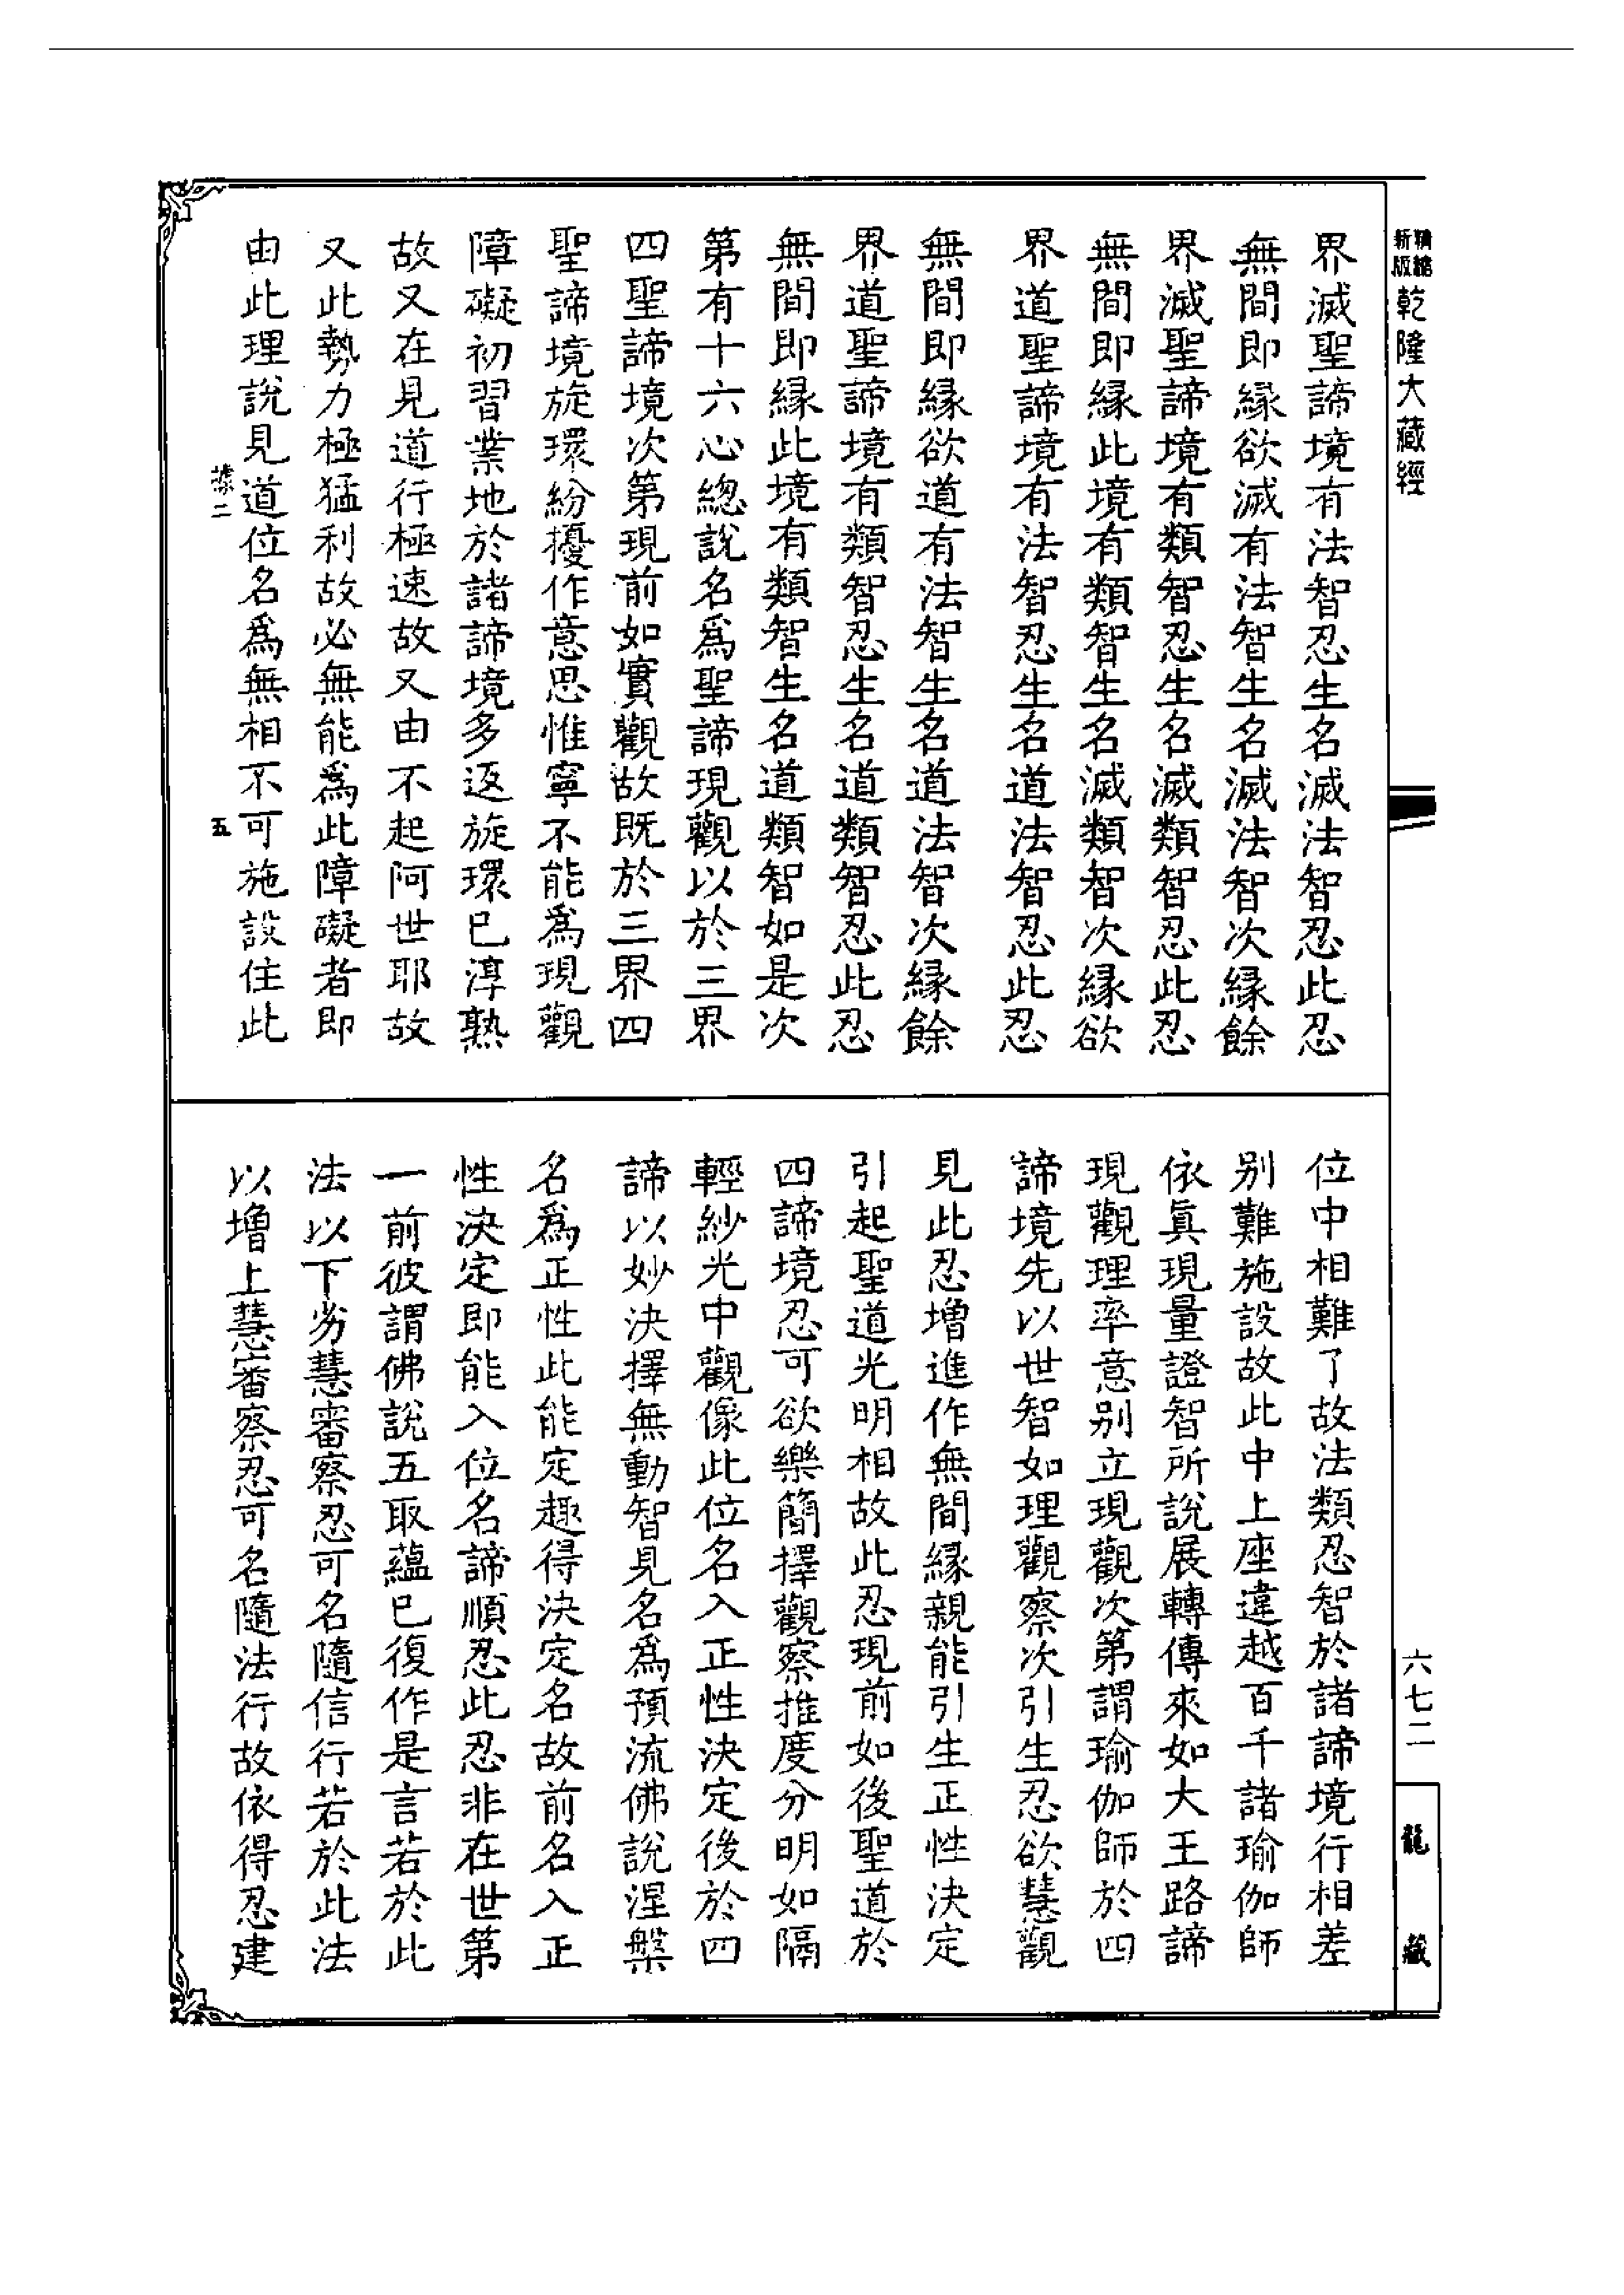 新版精縮乾隆大藏經
界滅聖諦境有法智忍生名滅法智忍此忍
無間即縁欲滅有法智生名滅法智次縁餘
界滅聖諦境有類智忍生名滅類智忍此忍
無間即縁此境有類智生名滅類智次縁欲
界道聖諦境有法智忍生名道法智忍此忍
無間即縁欲道有法智生名道法智次縁餘
界道聖諦境有類智忍生名道類智忍此忍
無間即縁此境有類智生名道類智如是次
第有十六心總說名爲聖諦現觀以於三界
四聖諦境次第現前如實觀故既於三界四
聖諦境旋環紛擾作意思惟寧不能爲現觀
障礙初習業地於諸諦境多返旋環已淳熟
故又在見道行極速故又由不起阿世耶故
又此勢力極猛利故必無能爲此障礙者即
由此理說見道位名爲無相不可施設住此
五
位中相難了故法類忍智於諸諦境行相差
别難施設故此中上座違越百千諸瑜伽師
依眞現量證智所說展轉傳來如大王路諦
現觀理率意别立現觀次第謂瑜伽師於四
諦境先以世智如理觀察次引生忍欲慧觀
見此忍增進作無間縁親能引生正性決定
引起聖道光明相故此忍現前如後聖道於
四諦境忍可欲樂簡擇觀察推度分明如隔
輕紗光中觀像此位名入正性決定後於四
諦以妙決擇無動智見名爲預流佛說涅槃
名爲正性此能定趣得決定名故前名入正
性決定即能入位名諦順忍此忍非在世第
一前彼謂佛說五取蘊已復作是言若於此
法以下劣慧審察忍可名隨信行若於此法
以增上慧審察忍可名隨法行故依得忍建
六七二
龍藏